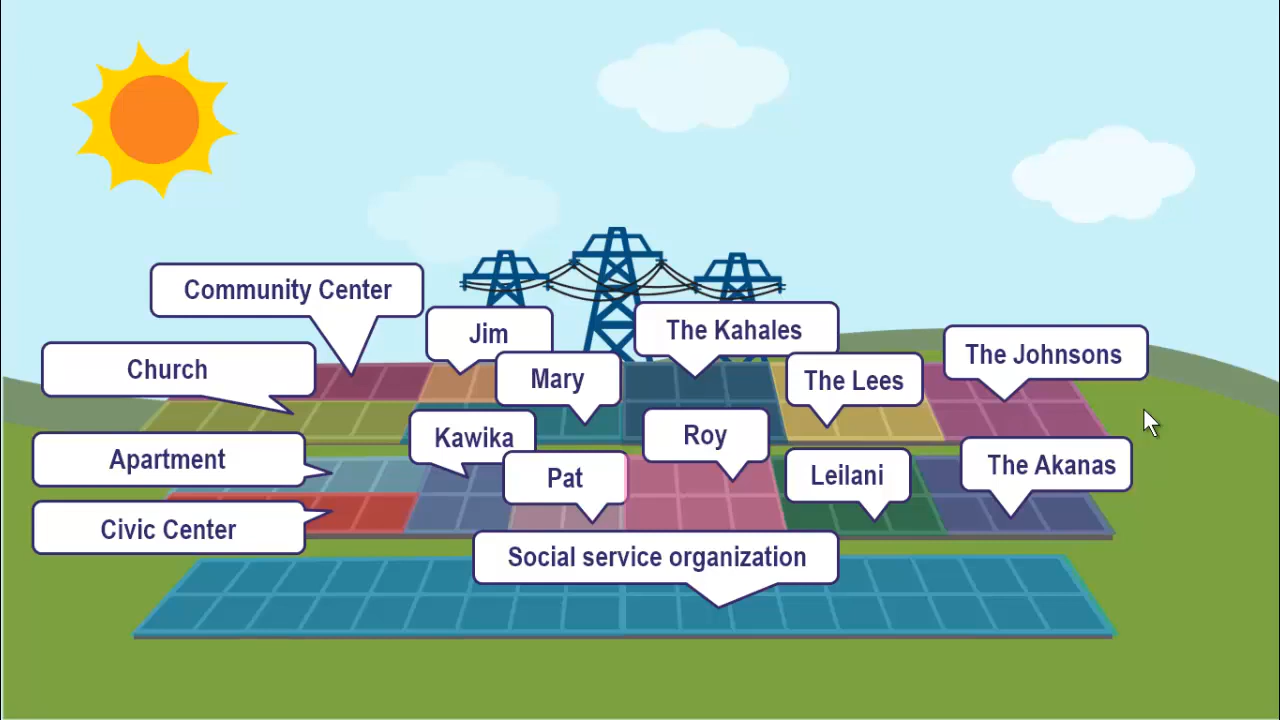 Community Center
Jim
The Kahales
The Johnsons
Church
Mary
The Lees
Kawika
Roy
Apartment
Pat
Leilani
The Akanas
Civic Center
Social service organization